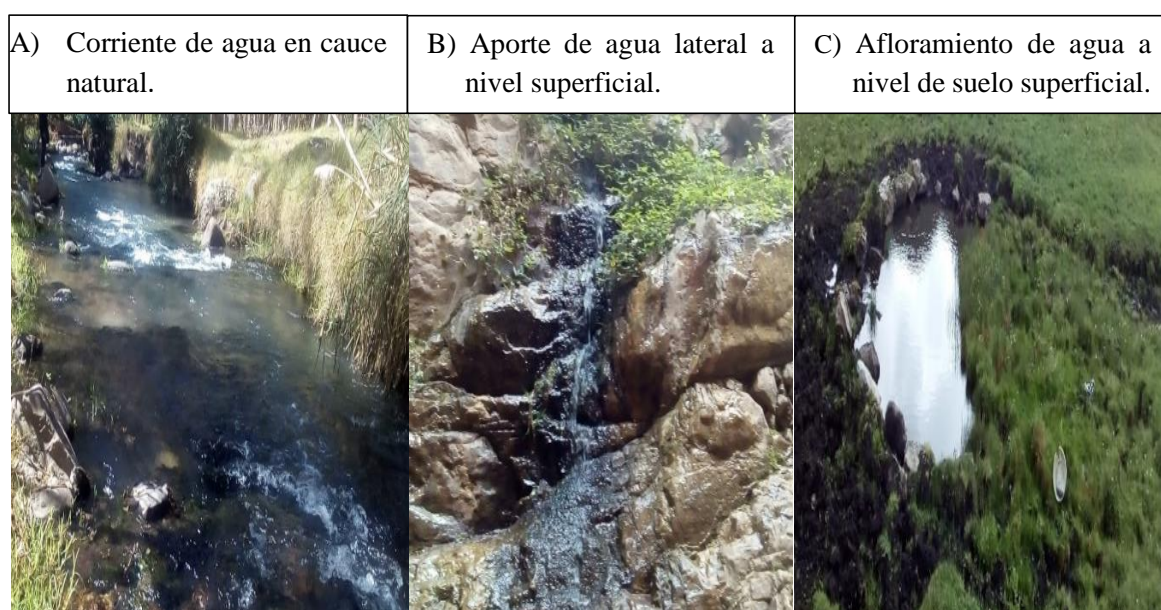 A) Corriente de agua en cauce
natural.
B) Aporte de agua lateral a
nivel superficial.
C) Afloramiento de agua a
nivel de suelo superficial.